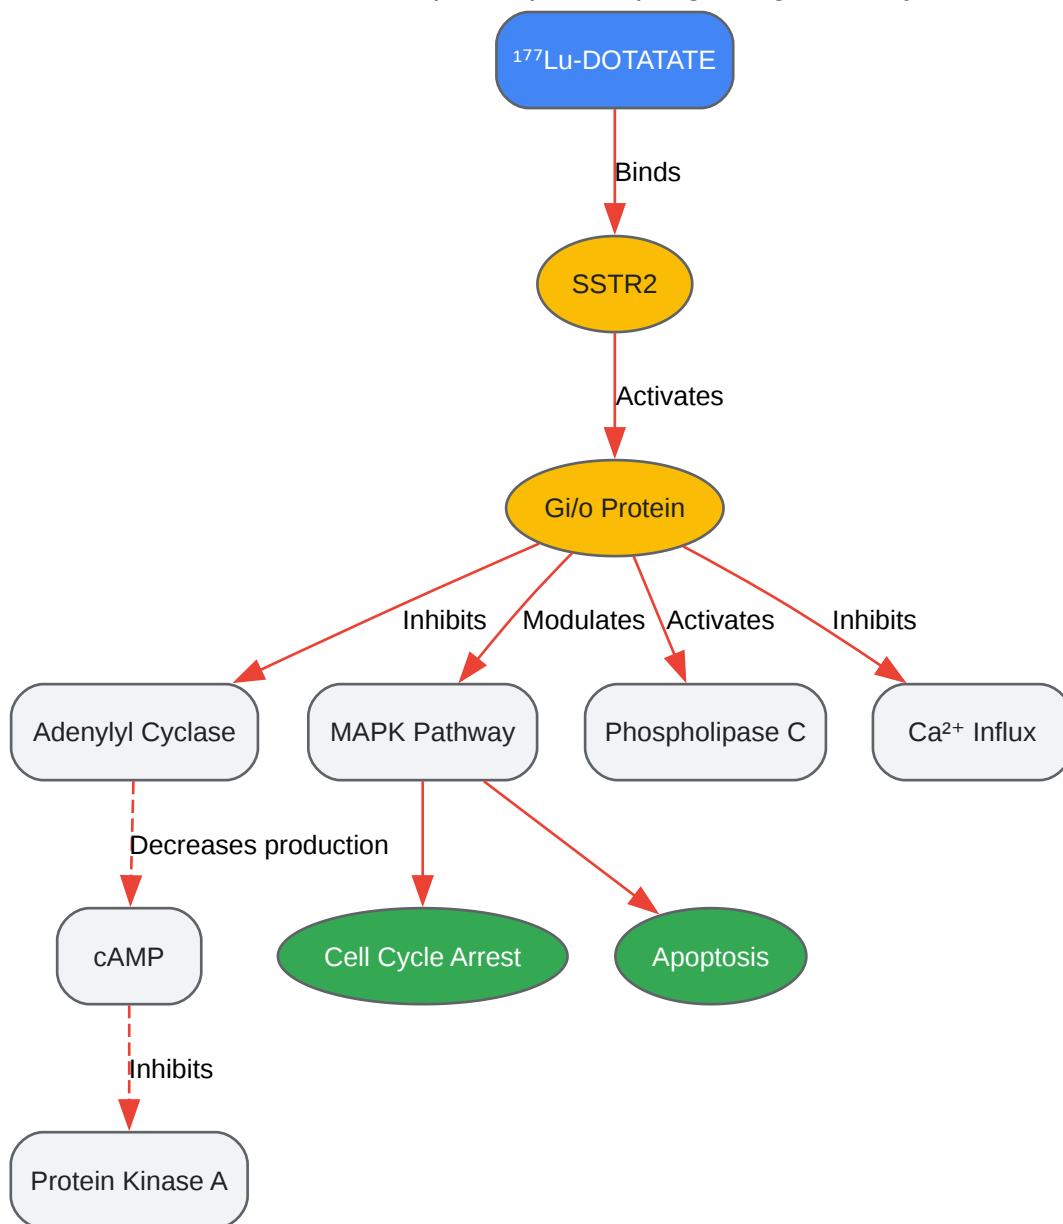 ¹⁷⁷Lu-DOTATATE
Binds
SSTR2
Activates
Gi/o Protein
Inhibits
Modulates
Activates
Inhibits
Adenylyl Cyclase
MAPK Pathway
Phospholipase C
Ca²⁺ Influx
Decreases production
cAMP
Cell Cycle Arrest
Apoptosis
Inhibits
Protein Kinase A